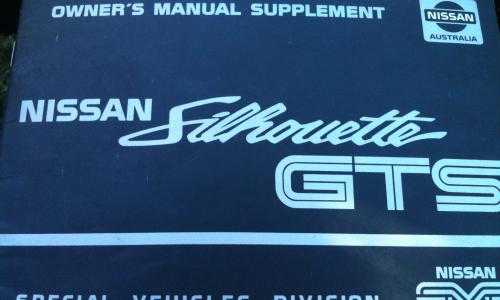 OWNER'S MANUAL SUPPLEMENT
NISSAN
AUSTRALIA
NISSAN Silhouette
GTS
NISSAN
SPECIAL VEHICLES DIVISION